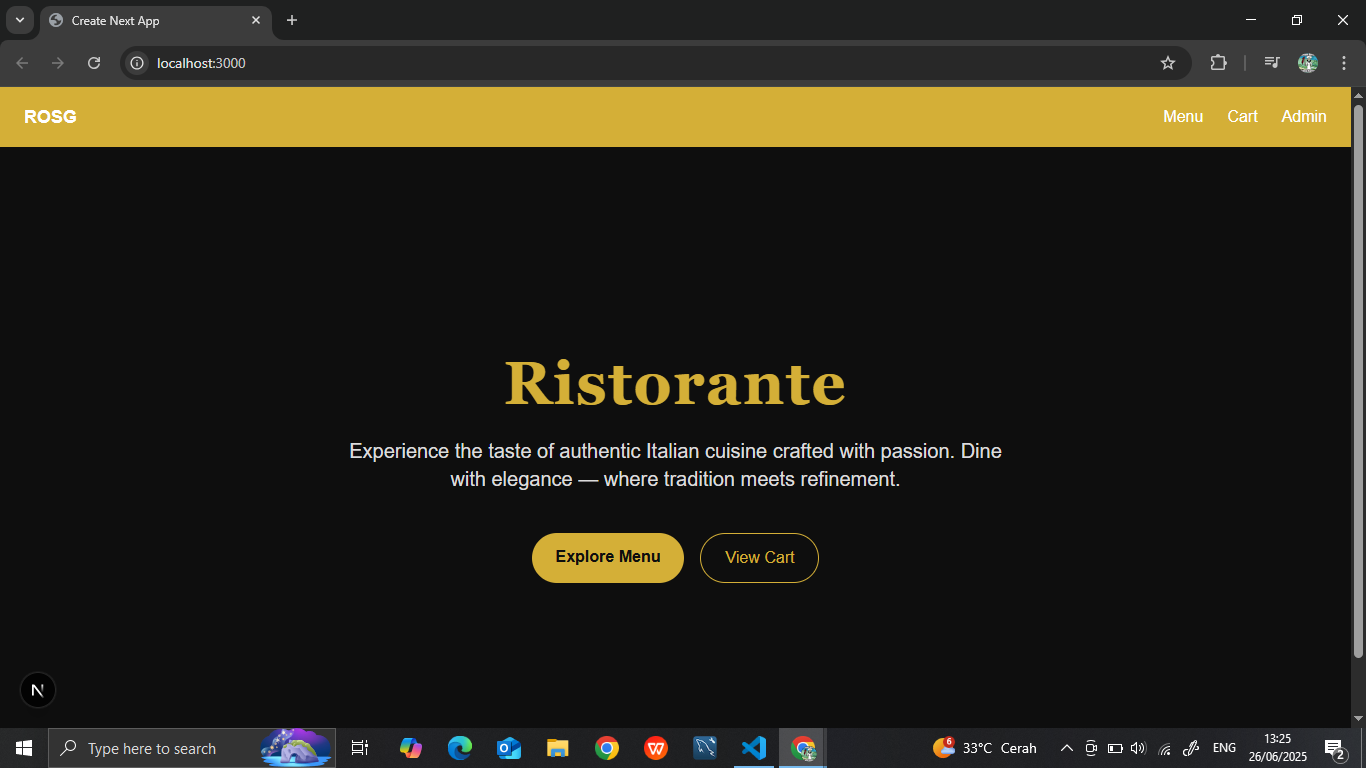 Create Next App
localhost:3000
ROSG
Menu Cart Admin
Ristorante
Experience the taste of authentic Italian cuisine crafted with passion. Dine
with elegance — where tradition meets refinement.
Explore Menu
View Cart
N
Type here to search
W
6
33°C Cerah
ENG
13:25
26/06/2025
2